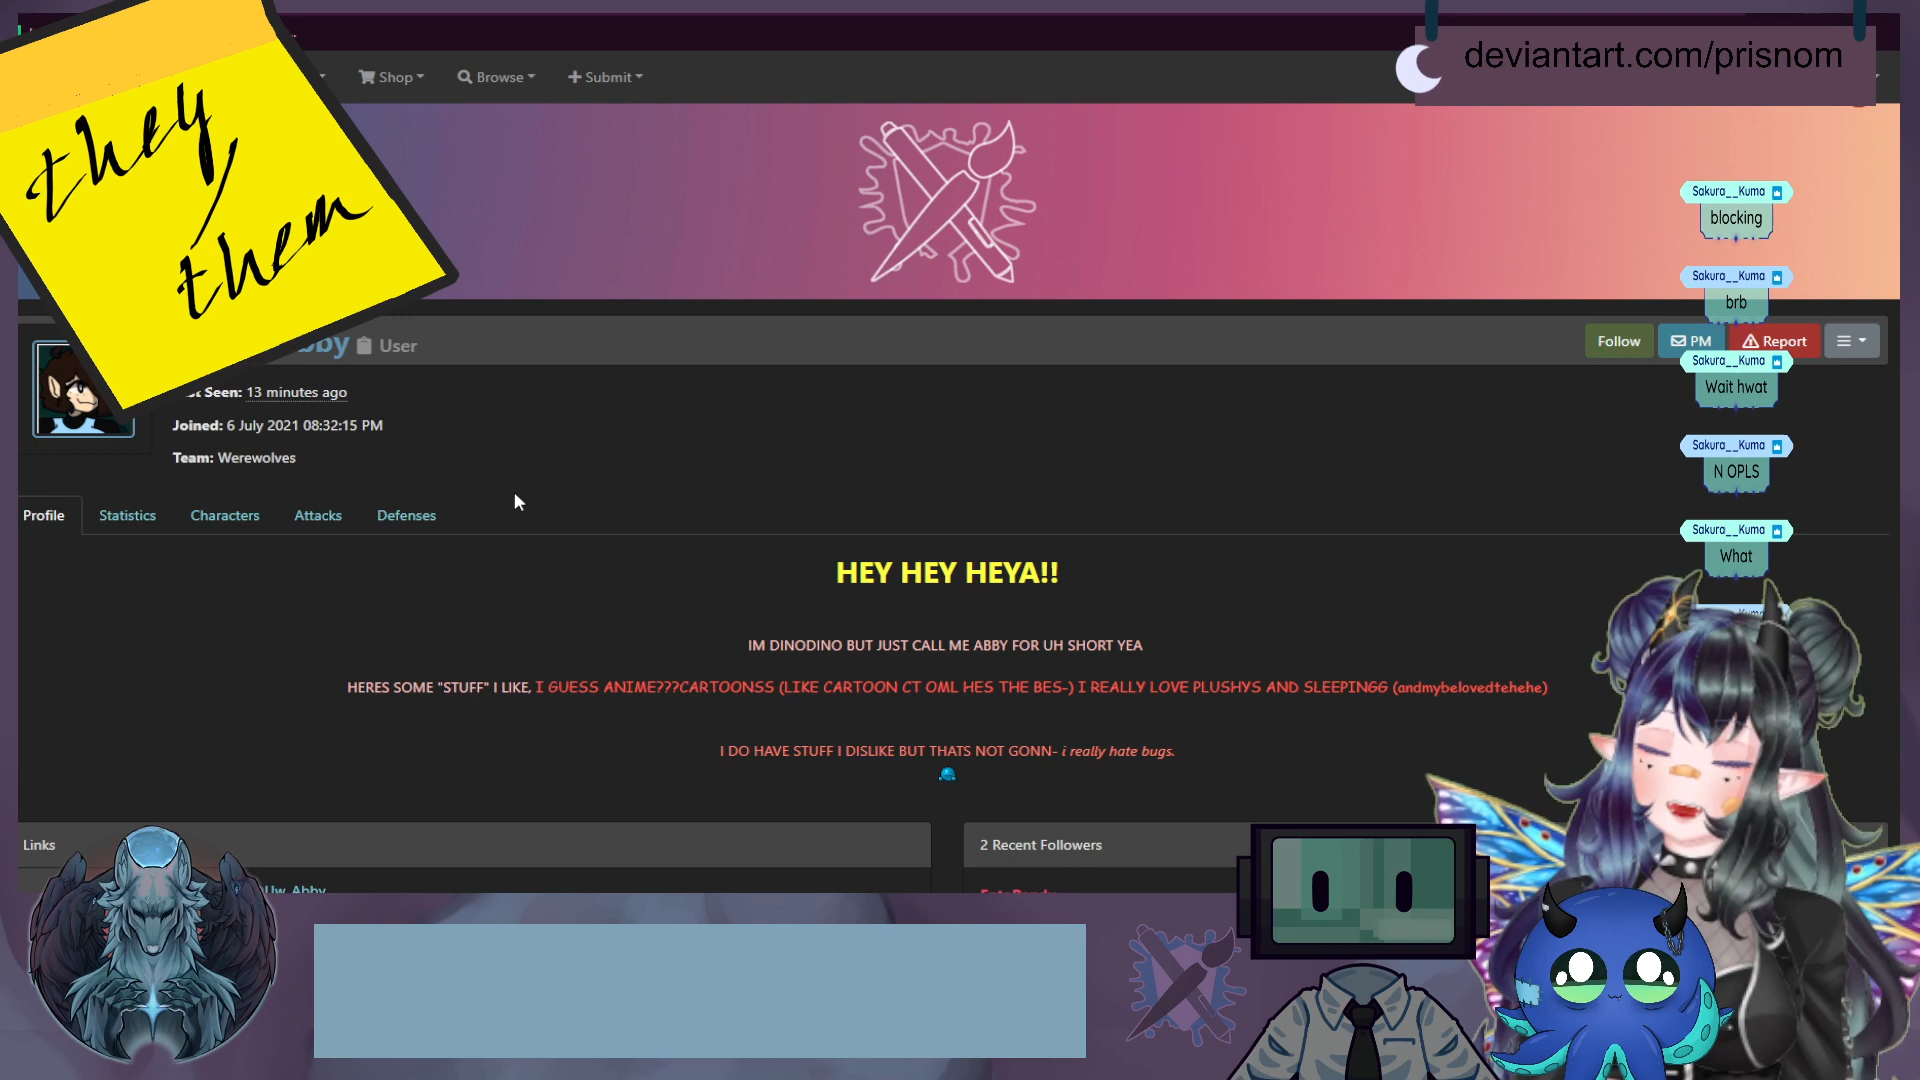 they
/
them
deviantart.com/prisnom
Shop
Browse
Submit
User
Follow
PM
Report
Seen: 13 minutes ago
Joined: 6 July 2021 08:32:15 PM
Team: Werewolves
Profile
Statistics
Characters
Attacks
Defenses
HEY HEY HEYA!!
IM DINODINO BUT JUST CALL ME ABBY FOR UH SHORT YEA
HERES SOME "STUFF" I LIKE, I GUESS ANIME???CARTOONSS (LIKE CARTOON CT OML HES THE BES-) I REALLY LOVE PLUSHYS AND SLEEPINGG (andmybelovedtehehe)
I DO HAVE STUFF I DISLIKE BUT THATS NOT GONN- i really hate bugs.
Links
2 Recent Followers
Sakura__Kuma
blocking
Sakura__Kuma
brb
Sakura__Kuma
Wait hwat
Sakura__Kuma
N OPLS
Sakura__Kuma
What